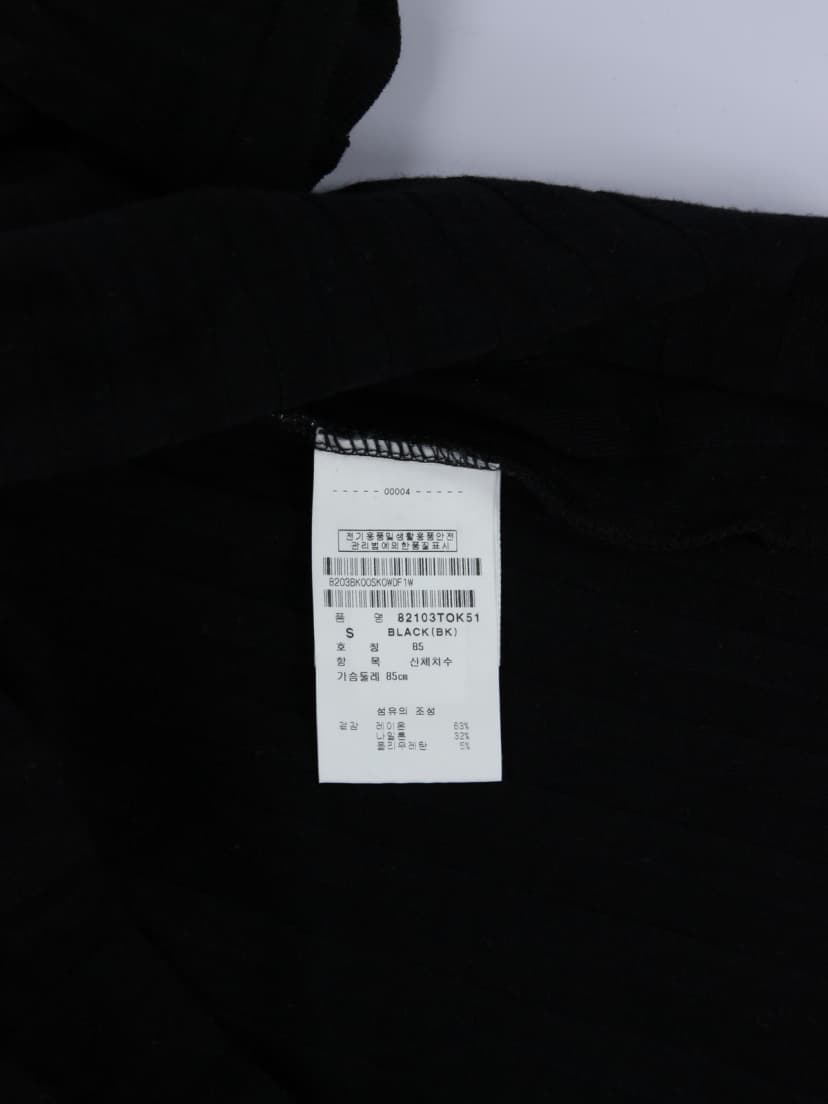 - - - - - 00004 - - - - -
전기용품및생활용품안전
관리법에의한품질표시
8203BK00SK0WDF1W
품 명 82103TOK51
S BLACK(BK)
호 칭 85
항 목 신체치수
가슴둘레 85cm
섬유의 조성
겉감 레이온 63%
나일론 32%
폴리우레탄 5%